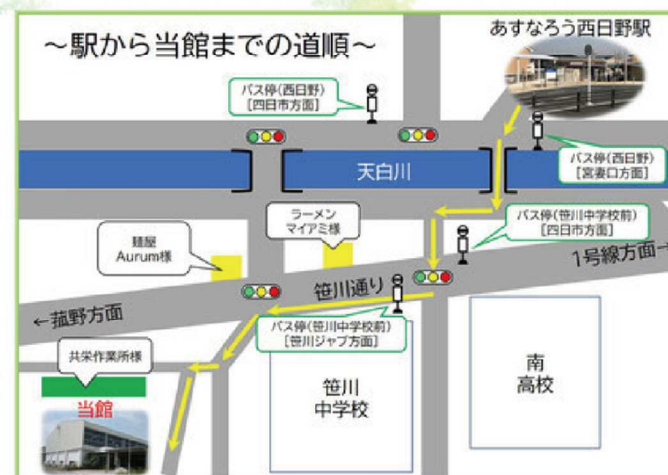 ～駅から当館までの道順～
あすなろう西日野駅
バス停(西日野)
[四日市方面]
バス停(西日野)
[宮妻口方面]
天白川
ラーメン
マイアミ様
バス停(笹川中学校前)
[四日市方面]
麺屋
Aurum様
1号線方面→
笹川通り
←菰野方面
バス停(笹川中学校前)
[笹川ジャブ方面]
共栄作業所様
当館
笹川
中学校
南
高校